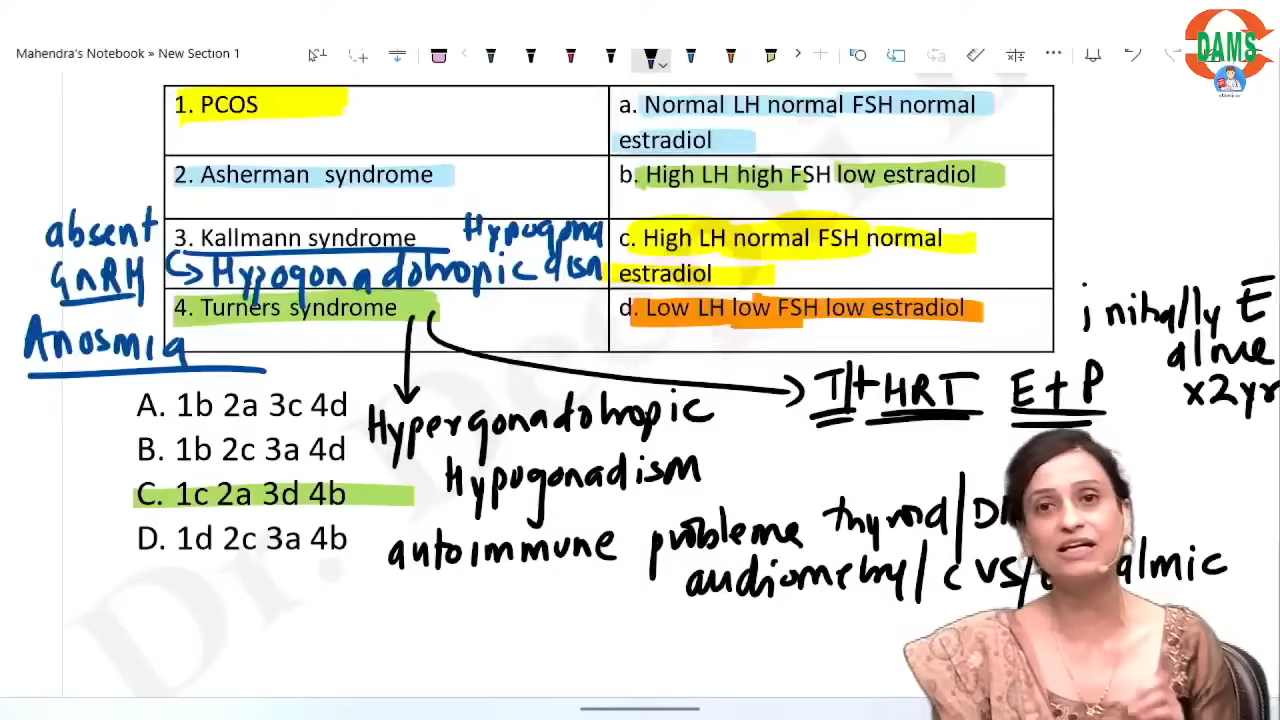 Mahendra's Notebook » New Section 1
DAMS
1. PCOS
a. Normal LH normal FSH normal
estradiol
2. Asherman syndrome
b. High LH high FSH low estradiol
absent
GnRH
Anosmia
3. Kallmann syndrome
Hypogona
Hypogonadotropic dism
c. High LH normal FSH normal
estradiol
4. Turners syndrome
d. Low LH low FSH low estradiol
initially E
alone
x2yr
T/t HRT E + P
A. 1b 2a 3c 4d
B. 1b 2c 3a 4d
C. 1c 2a 3d 4b
D. 1d 2c 3a 4b
Hypergonadotropic
Hypogonadism
autoimmune probleme thyroid/
audiometry/ CVS/